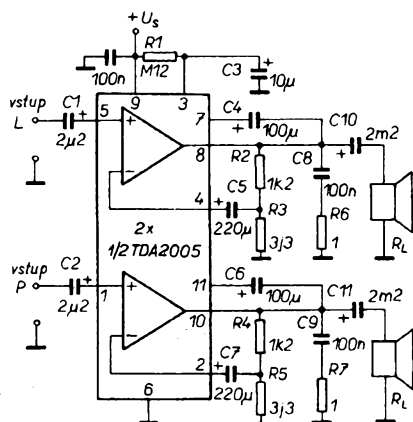 +Us
R1
100n
M12
C3
10μ
9
3
vstup
L
C1
2μ2
5
+
7
C4
100μ
C10
2m2
8
R2
1k2
C8
100n
4
C5
220μ
R3
3j3
R6
1
RL
2x
1/2 TDA2005
vstup
P
C2
2μ2
1
+
11
C6
100μ
C11
2m2
10
R4
1k2
C9
100n
2
C7
220μ
R5
3j3
R7
1
RL
6